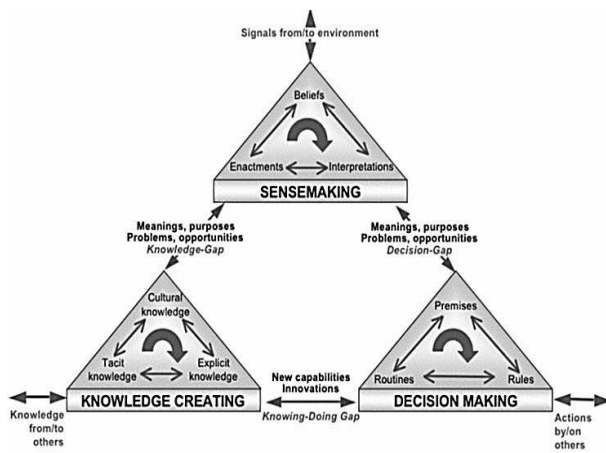 Signals from/to environment
Beliefs
Enactments
Interpretations
SENSEMAKING
Meanings, purposes
Problems, opportunities
Knowledge-Gap
Meanings, purposes
Problems, opportunities
Decision-Gap
Cultural
knowledge
Tacit
knowledge
Explicit
knowledge
KNOWLEDGE CREATING
Premises
Routines
Rules
DECISION MAKING
New capabilities
Innovations
Knowing-Doing Gap
Knowledge
from/to
others
Actions
by/on
others